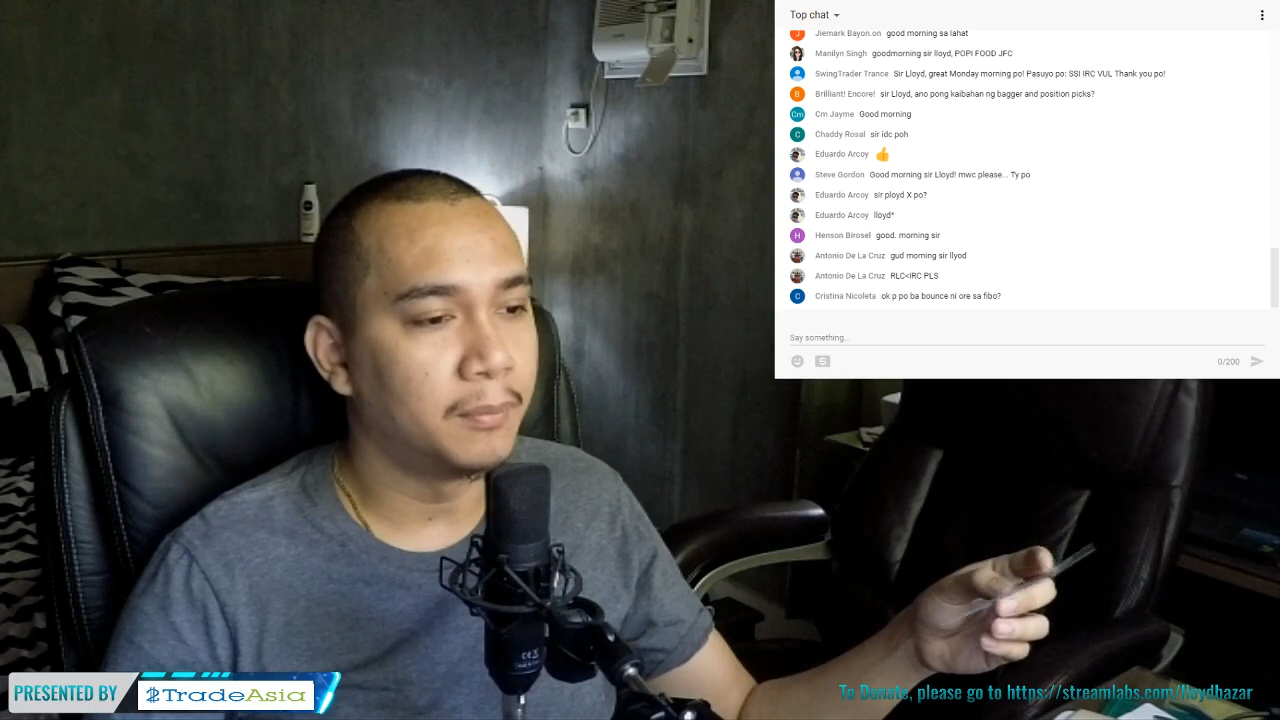 Top chat
Jiemark Bayon.on good morning sa lahat
Manilyn Singh goodmorning sir lloyd, POPI FOOD JFC
SwingTrader Trance Sir Lloyd, great Monday morning po! Pasuyo po: SSI IRC VUL Thank you po!
Brilliant! Encore! sir Lloyd, ano pong kaibahan ng bagger and position picks?
Cm Cm Jayme Good morning
C Chaddy Rosal sir idc poh
Eduardo Arcoy 👍
Steve Gordon Good morning sir Lloyd! mwc please... Ty po
Eduardo Arcoy sir ployd X po?
Eduardo Arcoy lloyd*
H Henson Birosel good. morning sir
Antonio De La Cruz gud morning sir llyod
Antonio De La Cruz RLC<IRC PLS
C Cristina Nicoleta ok p po ba bounce ni ore sa fibo?
Say something...
0/200
PRESENTED BY
$TradeAsia
To Donate, please go to https://streamlabs.com/lloydbazar